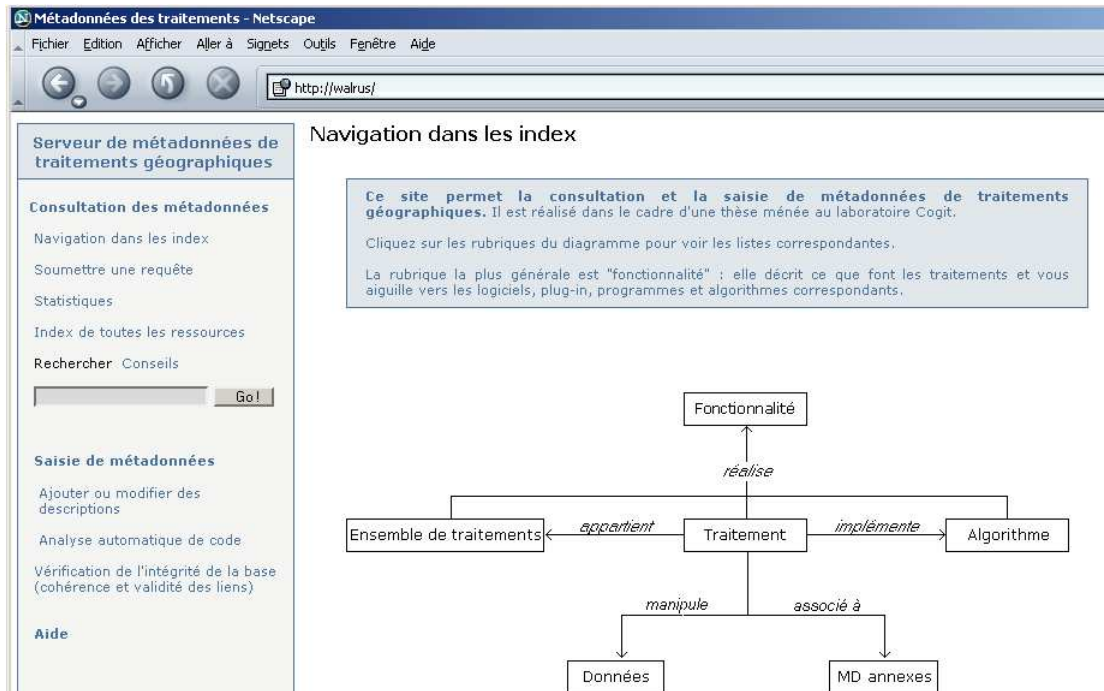 Métadonnées des traitements - Netscape
Fichier Edition Afficher Aller à Signets Outils Fenêtre Aide
http://walrus/
Serveur de métadonnées de
traitements géographiques
Consultation des métadonnées
Navigation dans les index
Soumettre une requête
Statistiques
Index de toutes les ressources
Rechercher Conseils
Go!
Saisie de métadonnées
Ajouter ou modifier des
descriptions
Analyse automatique de code
Vérification de l'intégrité de la base
(cohérence et validité des liens)
Aide
Navigation dans les index
Ce site permet la consultation et la saisie de métadonnées de traitements
géographiques. Il est réalisé dans le cadre d'une thèse ménée au laboratoire Cogit.
Cliquez sur les rubriques du diagramme pour voir les listes correspondantes.
La rubrique la plus générale est "fonctionnalité" : elle décrit ce que font les traitements et vous
aiguille vers les logiciels, plug-in, programmes et algorithmes correspondants.
Fonctionnalité
réalise
Ensemble de traitements appartient Traitement implémente Algorithme
manipule associé à
Données MD annexes